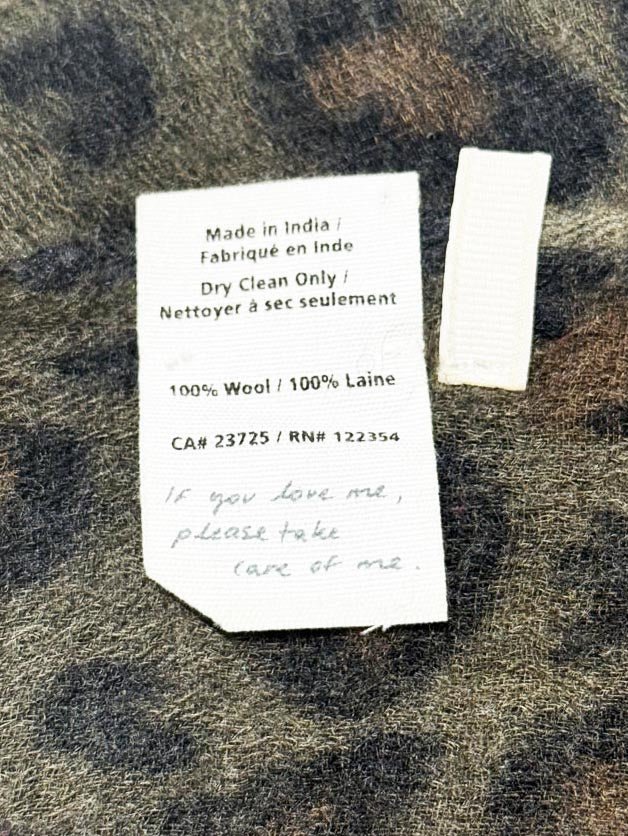 Made in India /
Fabriqué en Inde
Dry Clean Only /
Nettoyer à sec seulement
100% Wool / 100% Laine
CA# 23725 / RN# 122354
If you love me,
please take
care of me.